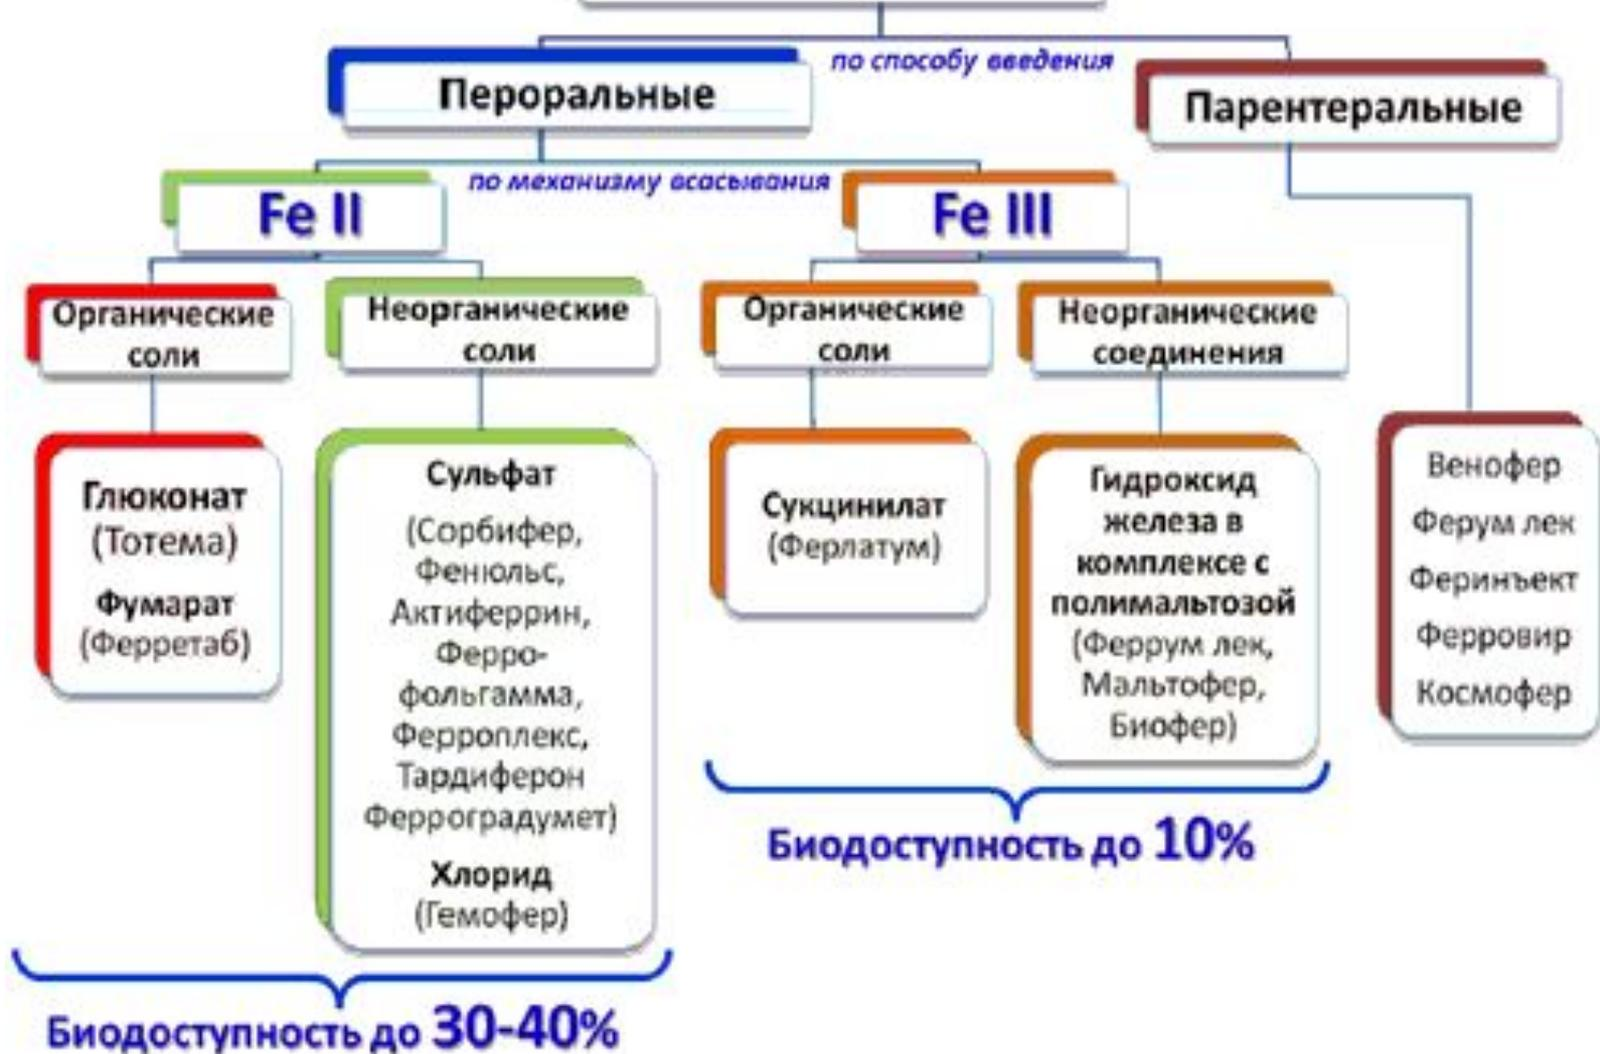 по способу введения
Пероральные
Парентеральные
по механизму всасывания
Fe II
Fe III
Органические
соли
Неорганические
соли
Органические
соли
Неорганические
соединения
Глюконат
(Тотема)
Фумарат
(Ферретаб)
Сульфат
(Сорбифер,
Фенюльс,
Актиферрин,
Ферро-
фольгамма,
Ферроплекс,
Тардиферон
Ферроградумет)
Хлорид
(Гемофер)
Сукцинилат
(Ферлатум)
Гидроксид
железа в
комплексе с
полимальтозой
(Феррум лек,
Мальтофер,
Биофер)
Венофер
Ферум лек
Феринъект
Ферровир
Космофер
Биодоступность до 10%
Биодоступность до 30-40%